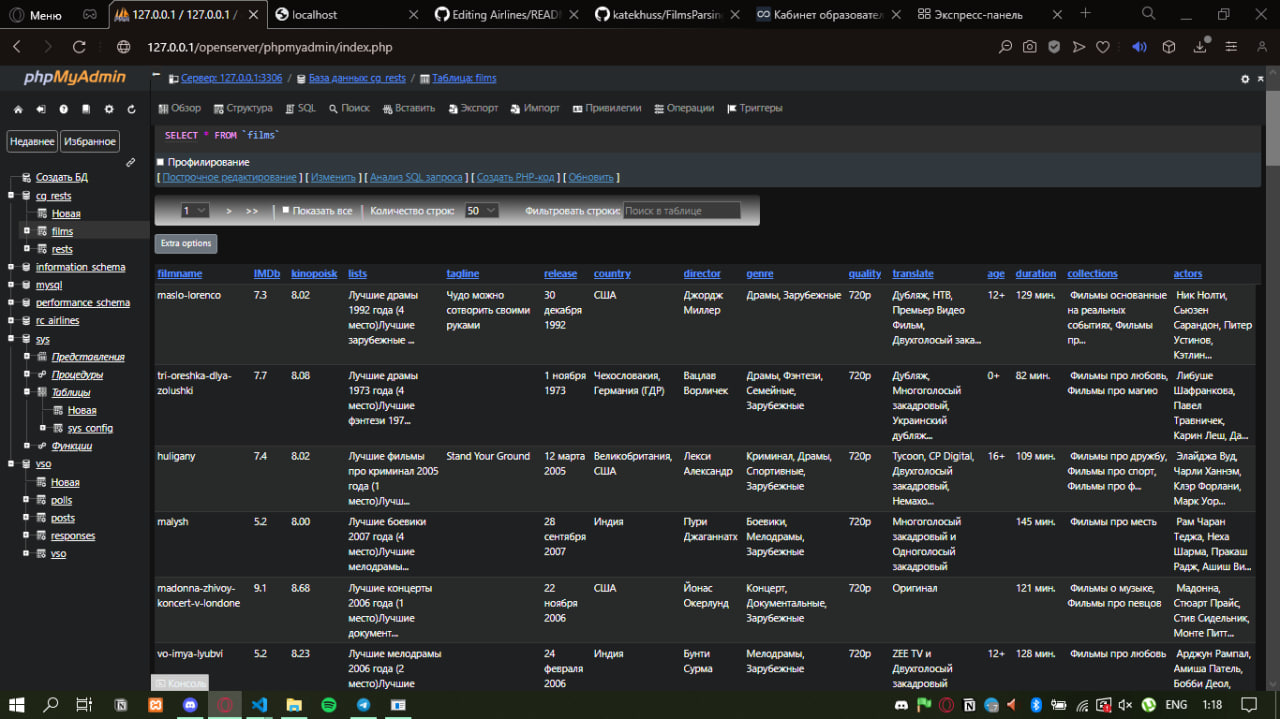 Меню
127.0.0.1 / 127.0.0.1 /
localhost
Editing Airlines/READ
katekhuss/FilmsParsin
Кабинет образовател
Экспресс-панель
127.0.0.1/openserver/phpmyadmin/index.php
phpMyAdmin
Сервер: 127.0.0.1:3306 / База данных: cg_rests / Таблица: films
Обзор Структура SQL Поиск Вставить Экспорт Импорт Привилегии Операции Триггеры
Недавнее Избранное
Создать БД
cg_rests
Новая
films
rests
information_schema
mysql
performance_schema
rc_airlines
sys
Представления
Процедуры
Таблицы
Новая
sys_config
Функции
vso
Новая
polls
posts
responses
vso
SELECT * FROM `films`
Профилирование
[ Построчное редактирование ] [ Изменить ] [ Анализ SQL запроса ] [ Создать PHP-код ] [ Обновить ]
1 > >> Показать все Количество строк: 50 Фильтровать строки: Поиск в таблице
Extra options
filmname IMDb kinopoisk lists tagline release country director genre quality translate age duration collections actors
maslo-lorenco 7.3 8.02 Лучшие драмы Чудо можно 30 США Джордж Драмы, Зарубежные 720p Дубляж, НТВ, 12+ 129 мин. Фильмы основанные Ник Нолти,
1992 года (4 сотворить своими декабря Миллер Премьер Видео на реальных Сьюзен
место)Лучшие руками 1992 Фильм, событиях, Фильмы Сарандон, Питер
зарубежные ... Двухголосый зака... пр... Устинов,
Кэтлин...
tri-oreshka-dlya- 7.7 8.08 Лучшие драмы 1 ноября Чехословакия, Вацлав Драмы, Фэнтези, 720p Дубляж, 0+ 82 мин. Фильмы про любовь, Либуше
zolushki 1973 года (4 1973 Германия (ГДР) Ворличек Семейные, Многоголосый Фильмы про магию Шафранкова,
место)Лучшие Зарубежные закадровый, Павел
фэнтези 197... Украинский Травничек,
дубляж... Карин Леш, Да...
huligany 7.4 8.02 Лучшие фильмы Stand Your Ground 12 марта Великобритания, Лекси Криминал, Драмы, 720p Tycoon, CP Digital, 16+ 109 мин. Фильмы про дружбу, Элайджа Вуд,
про криминал 2005 2005 США Александр Спортивные, Двухголосый Фильмы про спорт, Чарли Ханнэм,
года (1 Зарубежные закадровый, Фильмы про ф... Клэр Форлани,
место)Лучш... Немахо... Марк Уор...
malysh 5.2 8.00 Лучшие боевики 28 Индия Пури Боевики, 720p Многоголосый 145 мин. Фильмы про месть Рам Чаран
2007 года (4 сентября Джаганнатх Мелодрамы, закадровый и Теджа, Неха
место)Лучшие 2007 Зарубежные Одноголосый Шарма, Пракаш
мелодрамы... закадровый Радж, Ашиш Ви...
madonna-zhivoy- 9.1 8.68 Лучшие концерты 22 США Йонас Концерт, 720p Оригинал 121 мин. Фильмы о музыке, Мадонна,
koncert-v-londone 2006 года (1 ноября Окерлунд Документальные, Фильмы про певцов Стюарт Прайс,
место)Лучшие 2006 Зарубежные Стив Сидельник,
документ... Монте Питт...
vo-imya-lyubvi 5.2 8.23 Лучшие мелодрамы 24 Индия Бунти Мелодрамы, 720p ZEE TV и 12+ 128 мин. Фильмы про любовь Арджун Рампал,
2006 года (2 февраля Сурма Зарубежные Двухголосый Амиша Патель,
место)Лучшие 2006 закадровый Бобби Деол,
Консоль
ENG 1:18